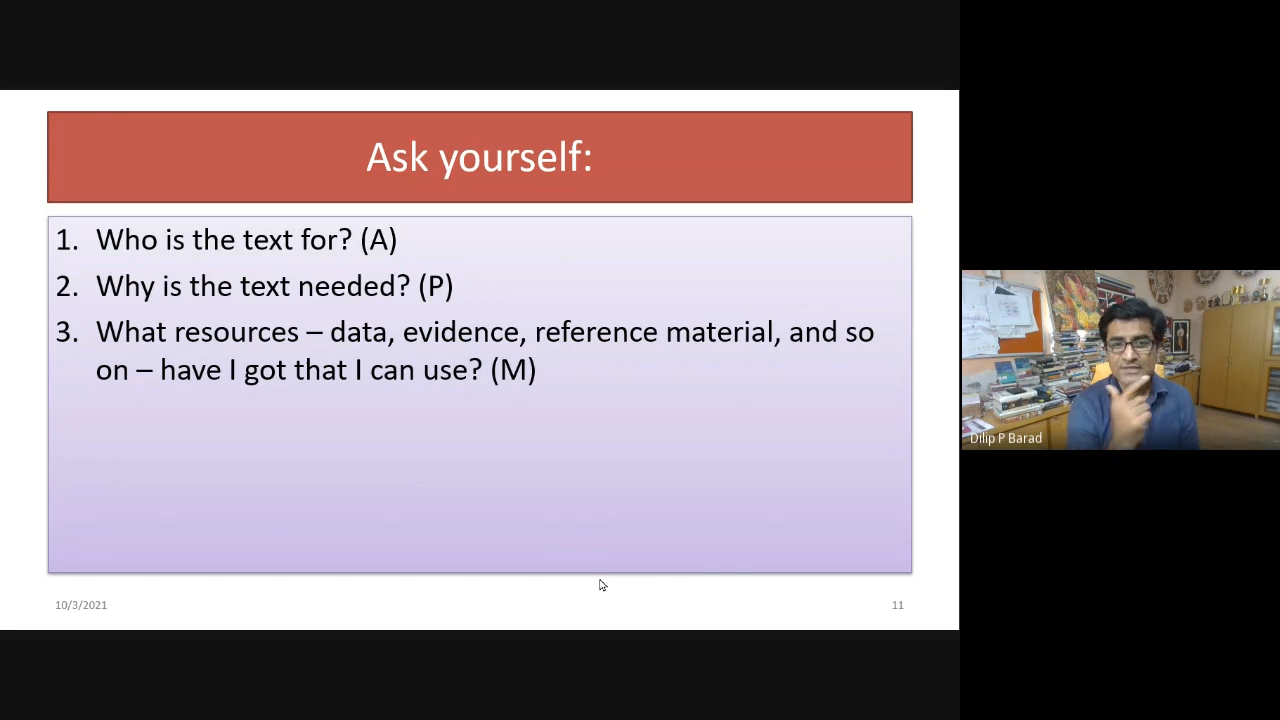 Ask yourself:
1. Who is the text for? (A)
2. Why is the text needed? (P)
3. What resources – data, evidence, reference material, and so
on – have I got that I can use? (M)
10/3/2021
11
Dilip P Barad